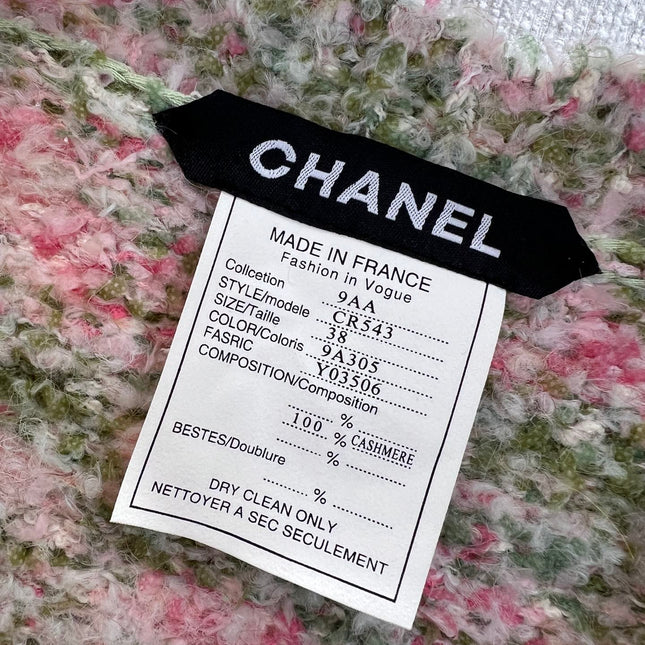 CHANEL
MADE IN FRANCE
Fashion in Vogue
Collcetion 9AA
STYLE/modele CR543
SIZE/Taille 38
COLOR/Coloris 9A305
FASRIC Y03506
COMPOSITION/Composition
%
100 % CASHMERE
%
BESTES/Doublure
%
DRY CLEAN ONLY
NETTOYER A SEC SECULEMENT